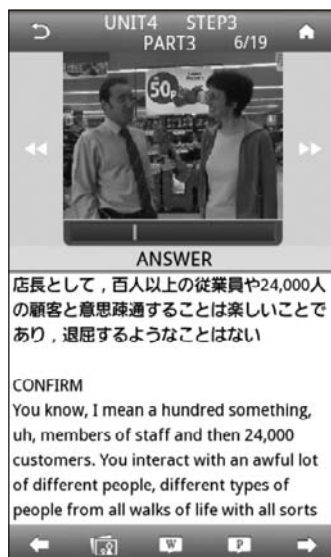 UNIT4 STEP3
PART3 6/19
50p
ANSWER
店長として，百人以上の従業員や24,000人
の顧客と意思疎通することは楽しいことで
あり，退屈するようなことはない
CONFIRM
You know, I mean a hundred something,
uh, members of staff and then 24,000
customers. You interact with an awful lot
of different people, different types of
people from all walks of life with all sorts
W
P